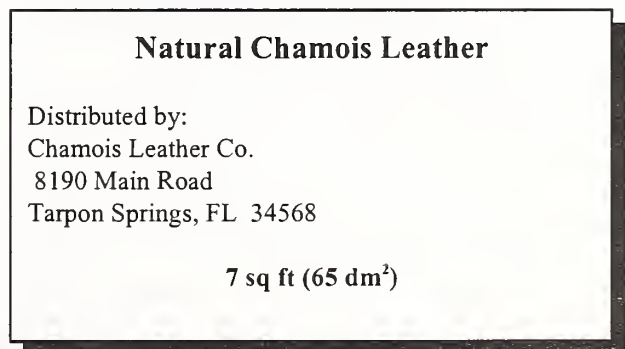 Natural Chamois Leather
Distributed by:
Chamois Leather Co.
8190 Main Road
Tarpon Springs, FL 34568
7 sq ft (65 dm²)